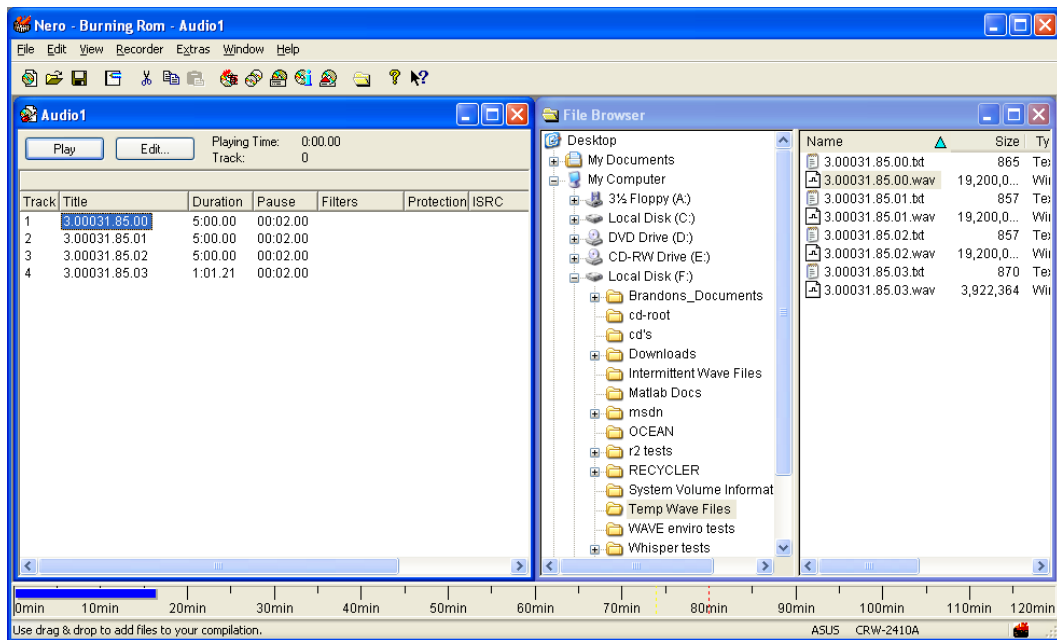 Nero - Burning Rom - Audio1
File Edit View Recorder Extras Window Help
Audio1
Play Edit... Playing Time: 0:00.00
Track: 0
Track Title Duration Pause Filters Protection ISRC
1 3.00031.85.00 5:00.00 00:02.00
2 3.00031.85.01 5:00.00 00:02.00
3 3.00031.85.02 5:00.00 00:02.00
4 3.00031.85.03 1:01.21 00:02.00
File Browser
Desktop
My Documents
My Computer
3½ Floppy (A:)
Local Disk (C:)
DVD Drive (D:)
CD-RW Drive (E:)
Local Disk (F:)
Brandons_Documents
cd-root
cd's
Downloads
Intermittent Wave Files
Matlab Docs
msdn
OCEAN
r2 tests
RECYCLER
System Volume Informat
Temp Wave Files
WAVE enviro tests
Whisper tests
Name Size Ty
3.00031.85.00.txt 865 Tex
3.00031.85.00.wav 19,200,0... Wi
3.00031.85.01.txt 857 Tex
3.00031.85.01.wav 19,200,0... Wi
3.00031.85.02.txt 857 Tex
3.00031.85.02.wav 19,200,0... Wi
3.00031.85.03.txt 870 Tex
3.00031.85.03.wav 3,922,364 Wi
0min 10min 20min 30min 40min 50min 60min 70min 80min 90min 100min 110min 120min
Use drag & drop to add files to your compilation. ASUS CRW-2410A